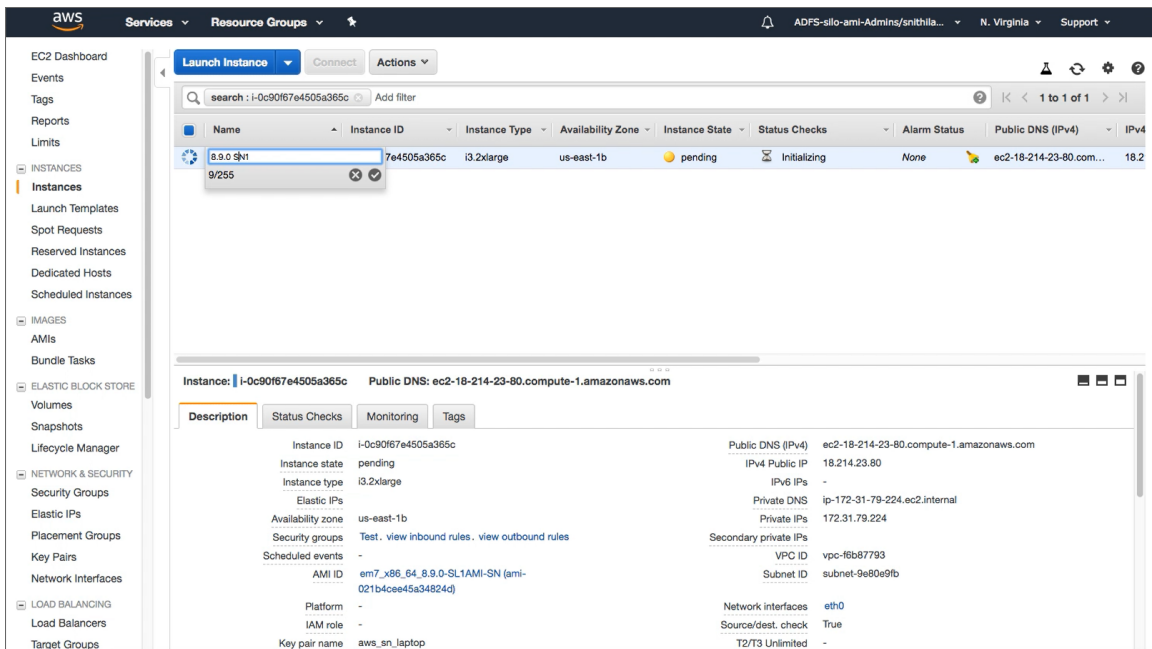 aws
Services
Resource Groups
ADFS-silo-ami-Admins/snithila...
N. Virginia
Support
EC2 Dashboard
Events
Tags
Reports
Limits
INSTANCES
Instances
Launch Templates
Spot Requests
Reserved Instances
Dedicated Hosts
Scheduled Instances
IMAGES
AMIs
Bundle Tasks
ELASTIC BLOCK STORE
Volumes
Snapshots
Lifecycle Manager
NETWORK & SECURITY
Security Groups
Elastic IPs
Placement Groups
Key Pairs
Network Interfaces
LOAD BALANCING
Load Balancers
Target Groups
Launch Instance
Connect
Actions
search : i-0c90f67e4505a365c Add filter
1 to 1 of 1
Name Instance ID Instance Type Availability Zone Instance State Status Checks Alarm Status Public DNS (IPv4) IPv4
8.9.0 SN1 7e4505a365c i3.2xlarge us-east-1b pending Initializing None ec2-18-214-23-80.com... 18.2
9/255
Instance: i-0c90f67e4505a365c Public DNS: ec2-18-214-23-80.compute-1.amazonaws.com
Description Status Checks Monitoring Tags
Instance ID i-0c90f67e4505a365c Public DNS (IPv4) ec2-18-214-23-80.compute-1.amazonaws.com
Instance state pending IPv4 Public IP 18.214.23.80
Instance type i3.2xlarge IPv6 IPs -
Elastic IPs Private DNS ip-172-31-79-224.ec2.internal
Availability zone us-east-1b Private IPs 172.31.79.224
Security groups Test. view inbound rules. view outbound rules Secondary private IPs
Scheduled events - VPC ID vpc-f6b87793
AMI ID em7_x86_64_8.9.0-SL1AMI-SN (ami- Subnet ID subnet-9e80e9fb
021b4cee45a34824d)
Platform - Network interfaces eth0
IAM role - Source/dest. check True
Key pair name aws_sn_laptop T2/T3 Unlimited -